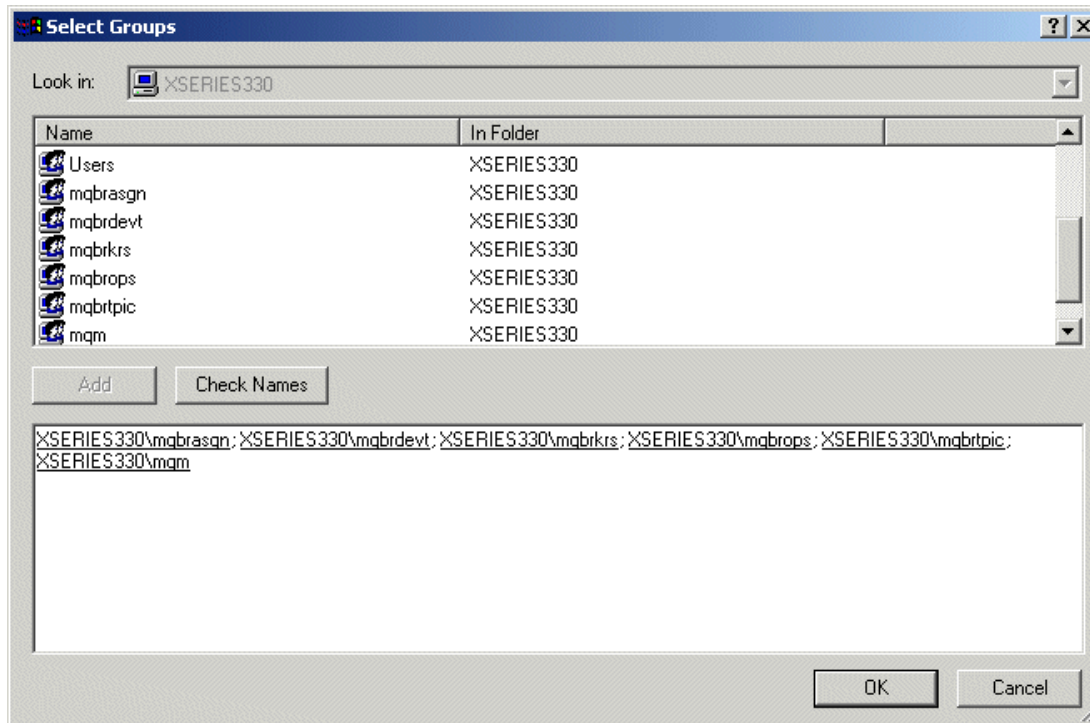 Select Groups
Look in: XSERIES330
Name In Folder
Users XSERIES330
mqbrasgn XSERIES330
mqbrdevt XSERIES330
mqbrkrs XSERIES330
mqbrops XSERIES330
mqbrtpic XSERIES330
mqm XSERIES330
Add Check Names
XSERIES330\mqbrasgn; XSERIES330\mqbrdevt; XSERIES330\mqbrkrs; XSERIES330\mqbrops; XSERIES330\mqbrtpic;
XSERIES330\mqm
OK Cancel